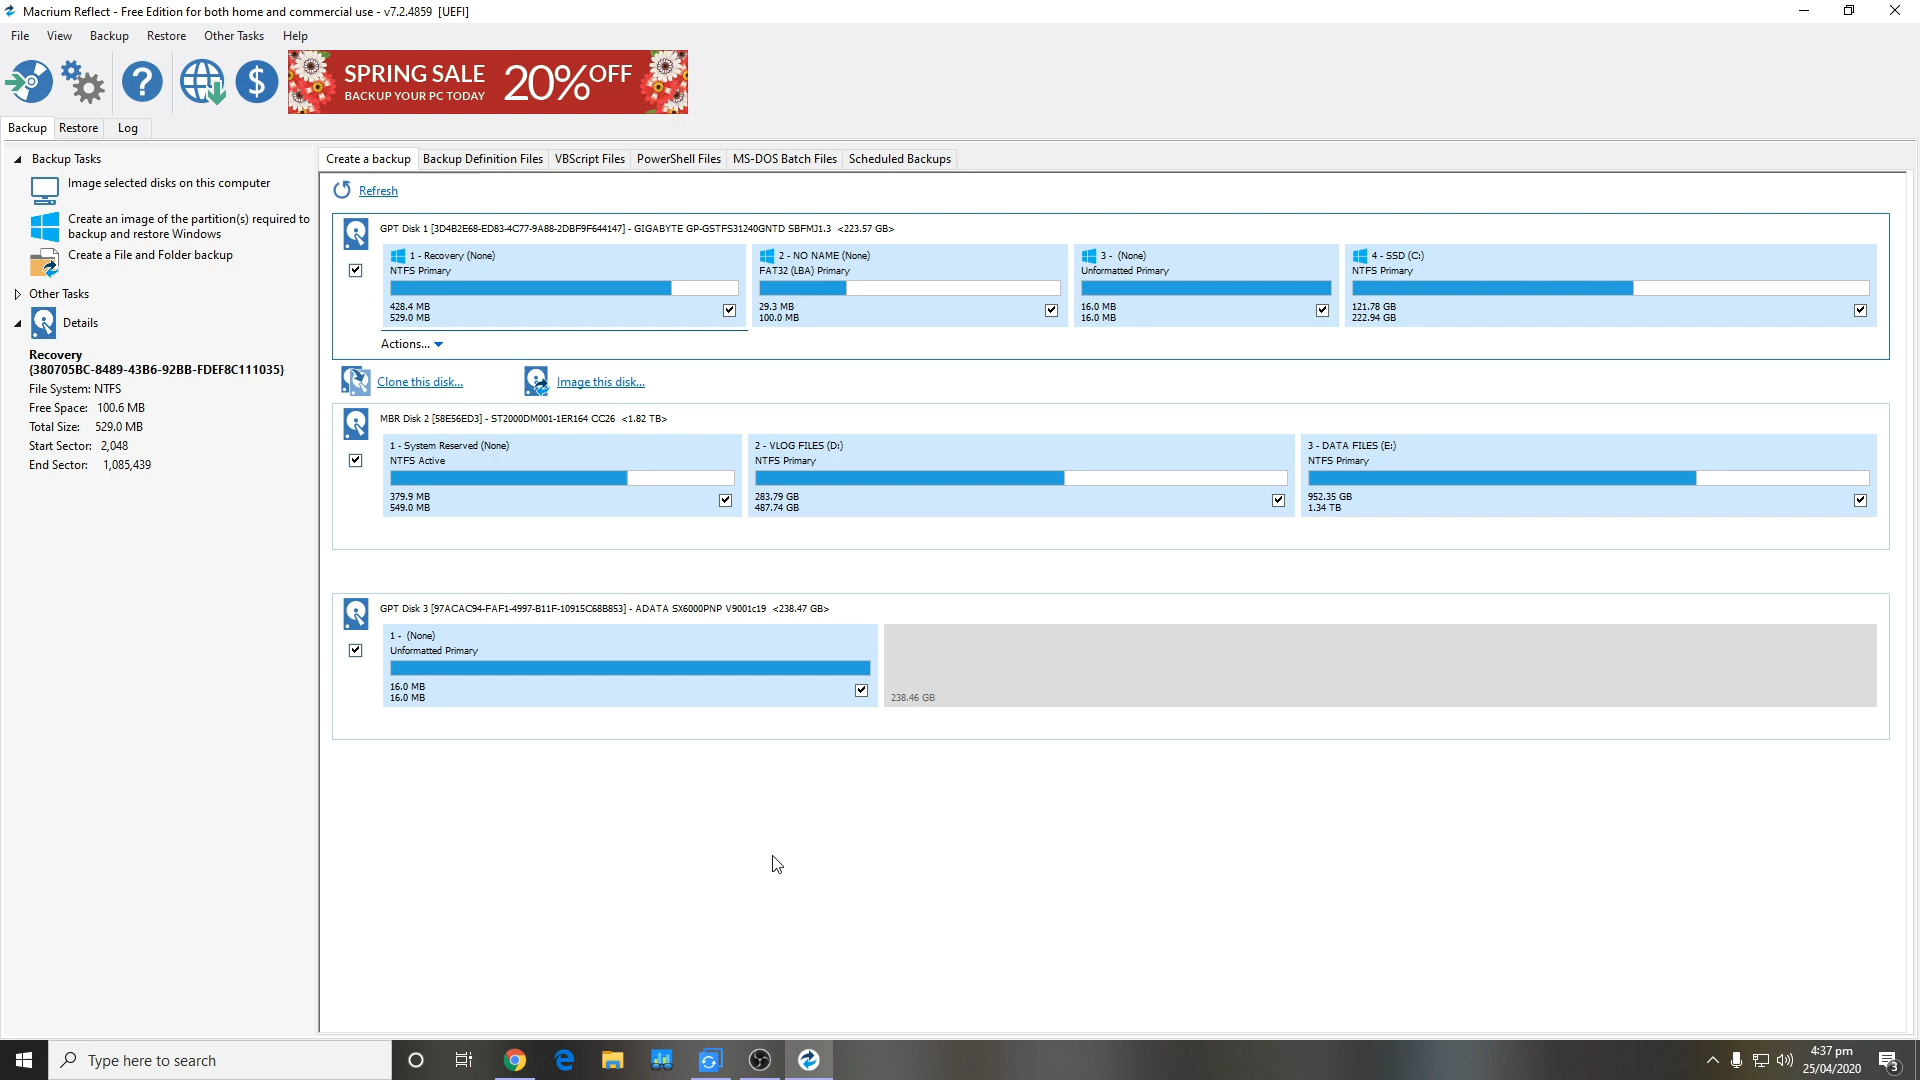 Macrium Reflect - Free Edition for both home and commercial use - v7.2.4859 [UEFI]
File View Backup Restore Other Tasks Help
SPRING SALE
BACKUP YOUR PC TODAY
20% OFF
Backup Restore Log
Backup Tasks
Image selected disks on this computer
Create an image of the partition(s) required to
backup and restore Windows
Create a File and Folder backup
Other Tasks
Details
Recovery
{380705BC-8489-43B6-92BB-FDEF8C111035}
File System: NTFS
Free Space: 100.6 MB
Total Size: 529.0 MB
Start Sector: 2,048
End Sector: 1,085,439
Create a backup Backup Definition Files VBScript Files PowerShell Files MS-DOS Batch Files Scheduled Backups
Refresh
GPT Disk 1 [3D4B2E68-ED83-4C77-9A88-2DBF9F644147] - GIGABYTE GP-GSTFS31240GNTD SBFMJ1.3 <223.57 GB>
1 - Recovery (None)
NTFS Primary
428.4 MB
529.0 MB
2 - NO NAME (None)
FAT32 (LBA) Primary
29.3 MB
100.0 MB
3 - (None)
Unformatted Primary
16.0 MB
16.0 MB
4 - SSD (C:)
NTFS Primary
121.78 GB
222.94 GB
Actions...
Clone this disk... Image this disk...
MBR Disk 2 [58E56ED3] - ST2000DM001-1ER164 CC26 <1.82 TB>
1 - System Reserved (None)
NTFS Active
379.9 MB
549.0 MB
2 - VLOG FILES (D:)
NTFS Primary
283.79 GB
487.74 GB
3 - DATA FILES (E:)
NTFS Primary
952.35 GB
1.34 TB
GPT Disk 3 [97ACAC94-FAF1-4997-B11F-10915C68B853] - ADATA SX6000PNP V9001c19 <238.47 GB>
1 - (None)
Unformatted Primary
16.0 MB
16.0 MB
238.46 GB
Type here to search
4:37 pm
25/04/2020
3